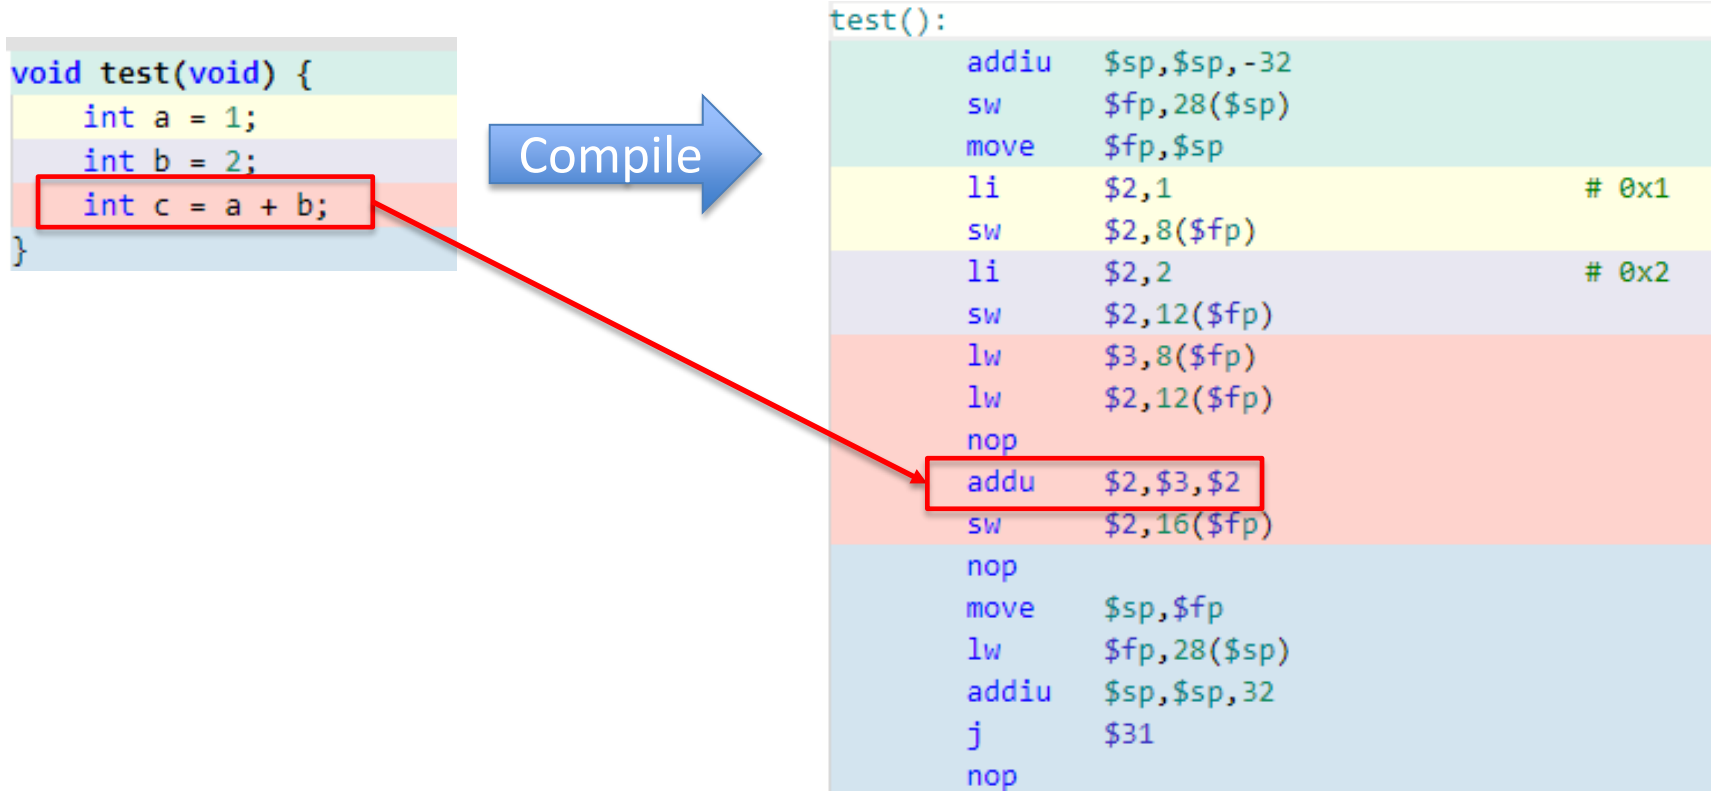 void test(void) {
    int a = 1;
    int b = 2;
    int c = a + b;
}
Compile
test():
        addiu   $sp,$sp,-32
        sw      $fp,28($sp)
        move    $fp,$sp
        li      $2,1                        # 0x1
        sw      $2,8($fp)
        li      $2,2                        # 0x2
        sw      $2,12($fp)
        lw      $3,8($fp)
        lw      $2,12($fp)
        nop
        addu    $2,$3,$2
        sw      $2,16($fp)
        nop
        move    $sp,$fp
        lw      $fp,28($sp)
        addiu   $sp,$sp,32
        j       $31
        nop